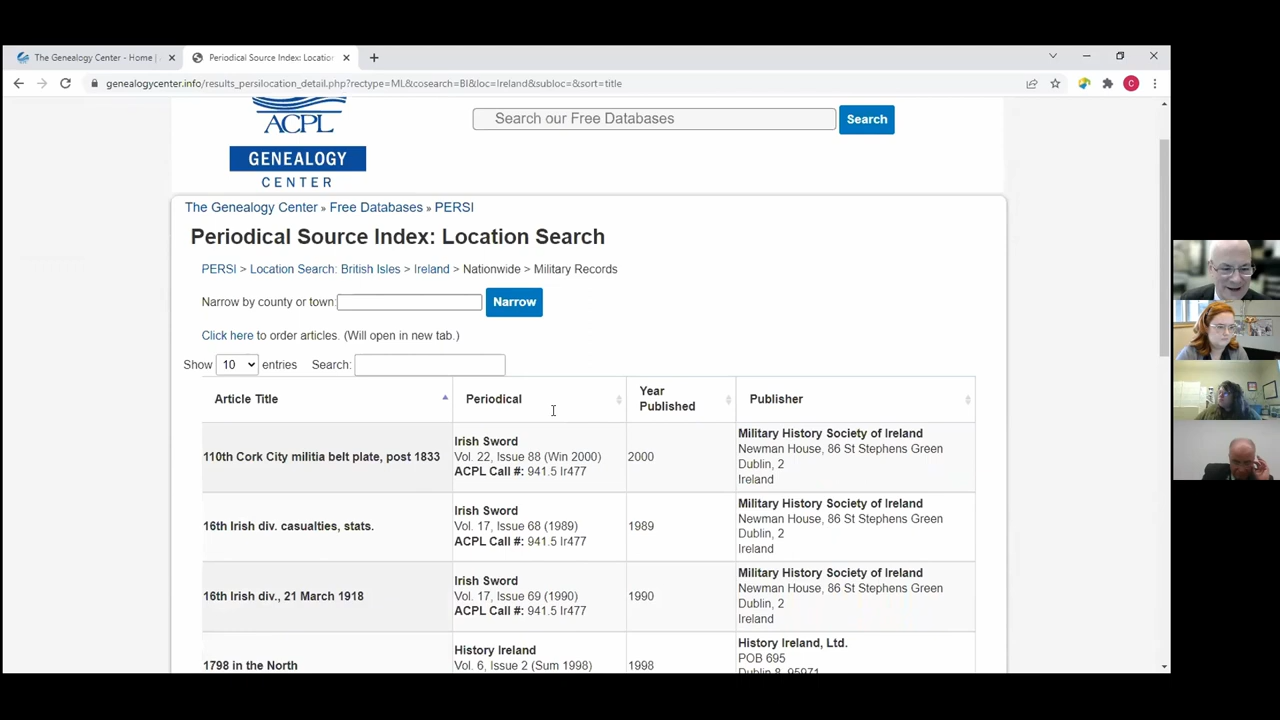 The Genealogy Center - Home |
Periodical Source Index: Locatio
genealogycenter.info/results_persilocation_detail.php?rectype=ML&cosearch=BI&loc=Ireland&subloc=&sort=title
C
ACPL
GENEALOGY
CENTER
Search our Free Databases
Search
The Genealogy Center » Free Databases » PERSI
Periodical Source Index: Location Search
PERSI > Location Search: British Isles > Ireland > Nationwide > Military Records
Narrow by county or town:
Narrow
Click here to order articles. (Will open in new tab.)
Show 10 entries Search:
Article Title
Periodical
Year
Published
Publisher
110th Cork City militia belt plate, post 1833
Irish Sword
Vol. 22, Issue 88 (Win 2000)
ACPL Call #: 941.5 Ir477
2000
Military History Society of Ireland
Newman House, 86 St Stephens Green
Dublin, 2
Ireland
16th Irish div. casualties, stats.
Irish Sword
Vol. 17, Issue 68 (1989)
ACPL Call #: 941.5 Ir477
1989
Military History Society of Ireland
Newman House, 86 St Stephens Green
Dublin, 2
Ireland
16th Irish div., 21 March 1918
Irish Sword
Vol. 17, Issue 69 (1990)
ACPL Call #: 941.5 Ir477
1990
Military History Society of Ireland
Newman House, 86 St Stephens Green
Dublin, 2
Ireland
1798 in the North
History Ireland
Vol. 6, Issue 2 (Sum 1998)
1998
History Ireland, Ltd.
POB 695
Dublin 8, 95971